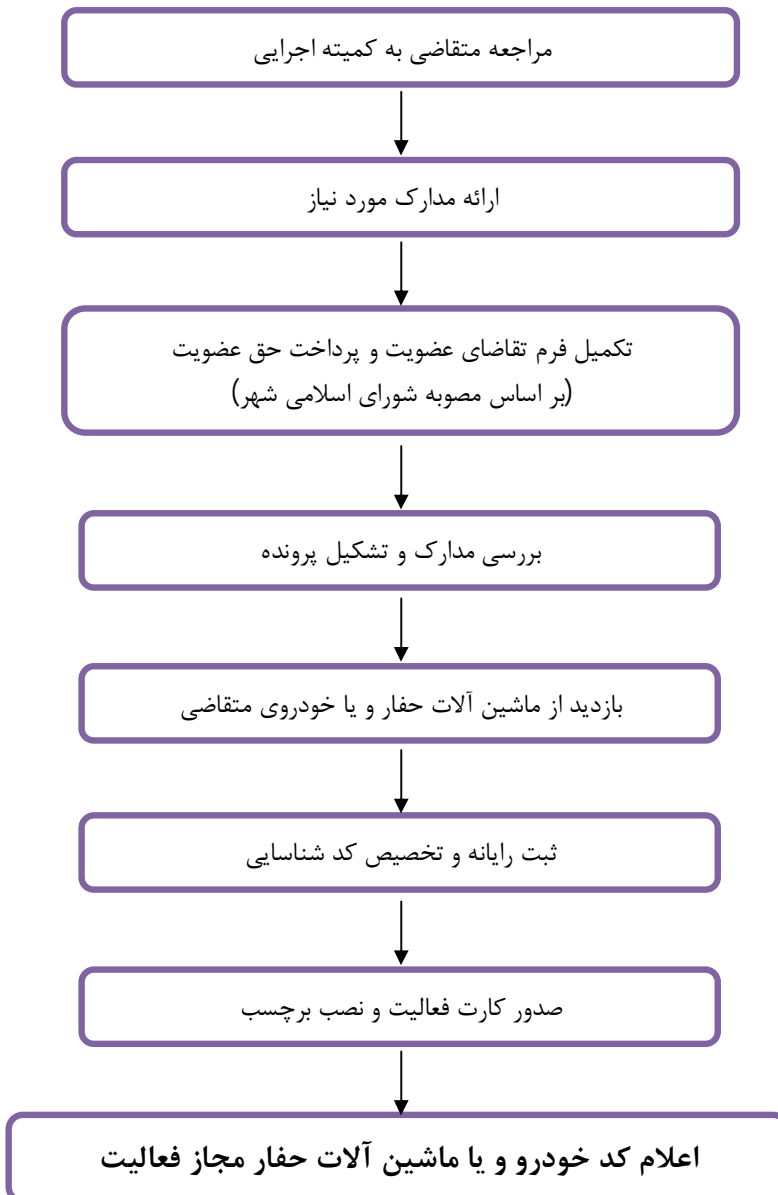 مراجعه متقاضی به کمیته اجرایی
ارائه مدارک مورد نیاز
تکمیل فرم تقاضای عضویت و پرداخت حق عضویت
(بر اساس مصوبه شورای اسلامی شهر)
بررسی مدارک و تشکیل پرونده
بازدید از ماشین آلات حفار و یا خودروی متقاضی
ثبت رایانه و تخصیص کد شناسایی
صدور کارت فعالیت و نصب برچسب
اعلام کد خودرو و یا ماشین آلات حفار مجاز فعالیت